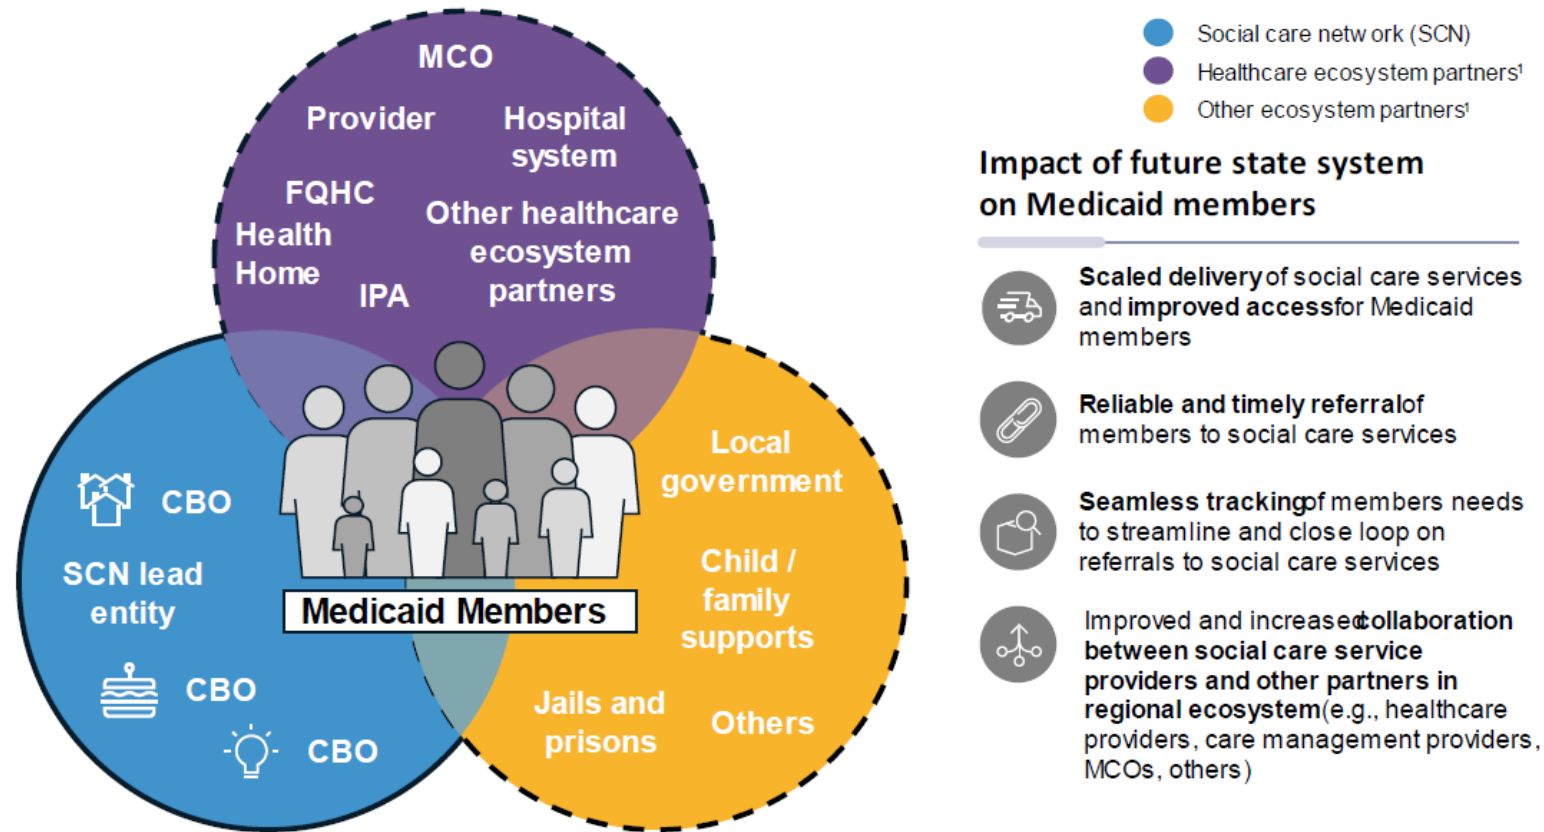 MCO
Provider
Hospital
system
FQHC
Health
Home
Other healthcare
ecosystem
partners
IPA
CBO
SCN lead
entity
CBO
CBO
Medicaid Members
Local
government
Child /
family
supports
Jails and
prisons
Others
Social care network (SCN)
Healthcare ecosystem partners¹
Other ecosystem partners¹
Impact of future state system
on Medicaid members
Scaled delivery of social care services
and improved access for Medicaid
members
Reliable and timely referral of
members to social care services
Seamless tracking of members needs
to streamline and close loop on
referrals to social care services
Improved and increased collaboration
between social care service
providers and other partners in
regional ecosystem (e.g., healthcare
providers, care management providers,
MCOs, others)